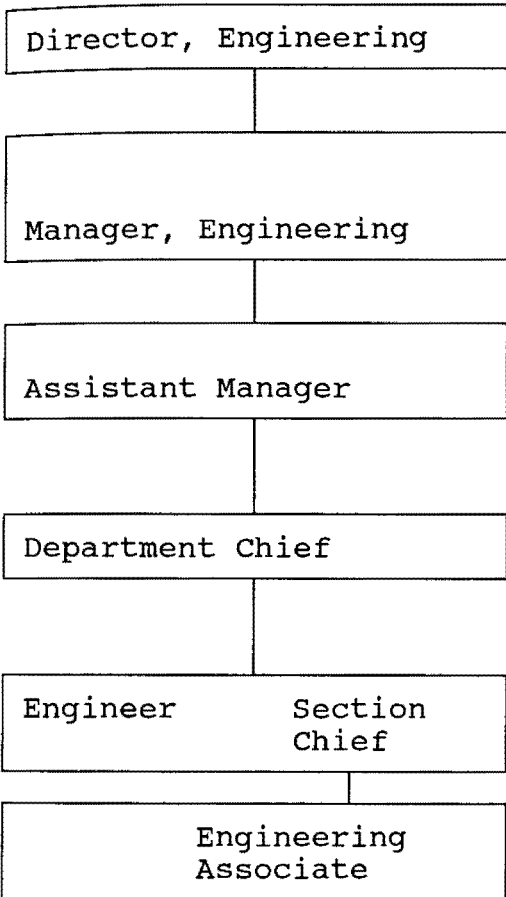 Director, Engineering
Manager, Engineering
Assistant Manager
Department Chief
Engineer Section
Chief
Engineering
Associate